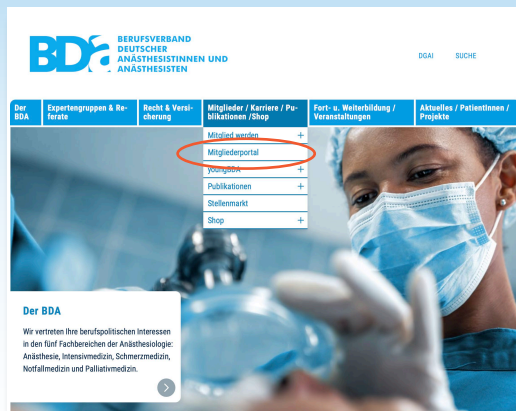 BDA
BERUFSVERBAND
DEUTSCHER
ANÄSTHESISTINNEN UND
ANÄSTHESISTEN
DGAI SUCHE
Der
BDA
Expertengruppen & Re-
ferate
Recht & Versi-
cherung
Mitglieder / Karriere / Pu-
blikationen /Shop
Fort- u. Weiterbildung /
Veranstaltungen
Aktuelles / PatientInnen /
Projekte
Mitglied werden +
Mitgliederportal
youngBDA +
Publikationen +
Stellenmarkt
Shop +
Der BDA
Wir vertreten Ihre berufspolitischen Interessen
in den fünf Fachbereichen der Anästhesiologie:
Anästhesie, Intensivmedizin, Schmerzmedizin,
Notfallmedizin und Palliativmedizin.